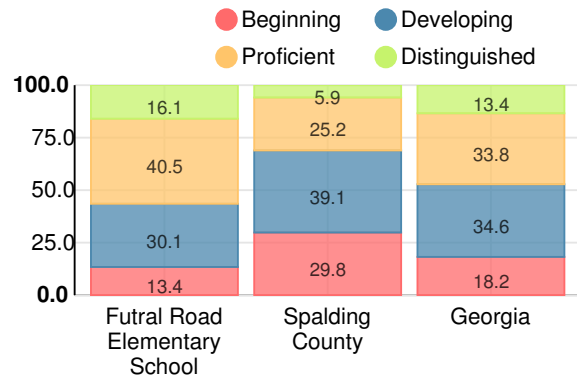 Beginning
Developing
Proficient
Distinguished
100.0
75.0
50.0
25.0
0.0
16.1
40.5
30.1
13.4
5.9
25.2
39.1
29.8
13.4
33.8
34.6
18.2
Futral Road
Elementary
School
Spalding
County
Georgia